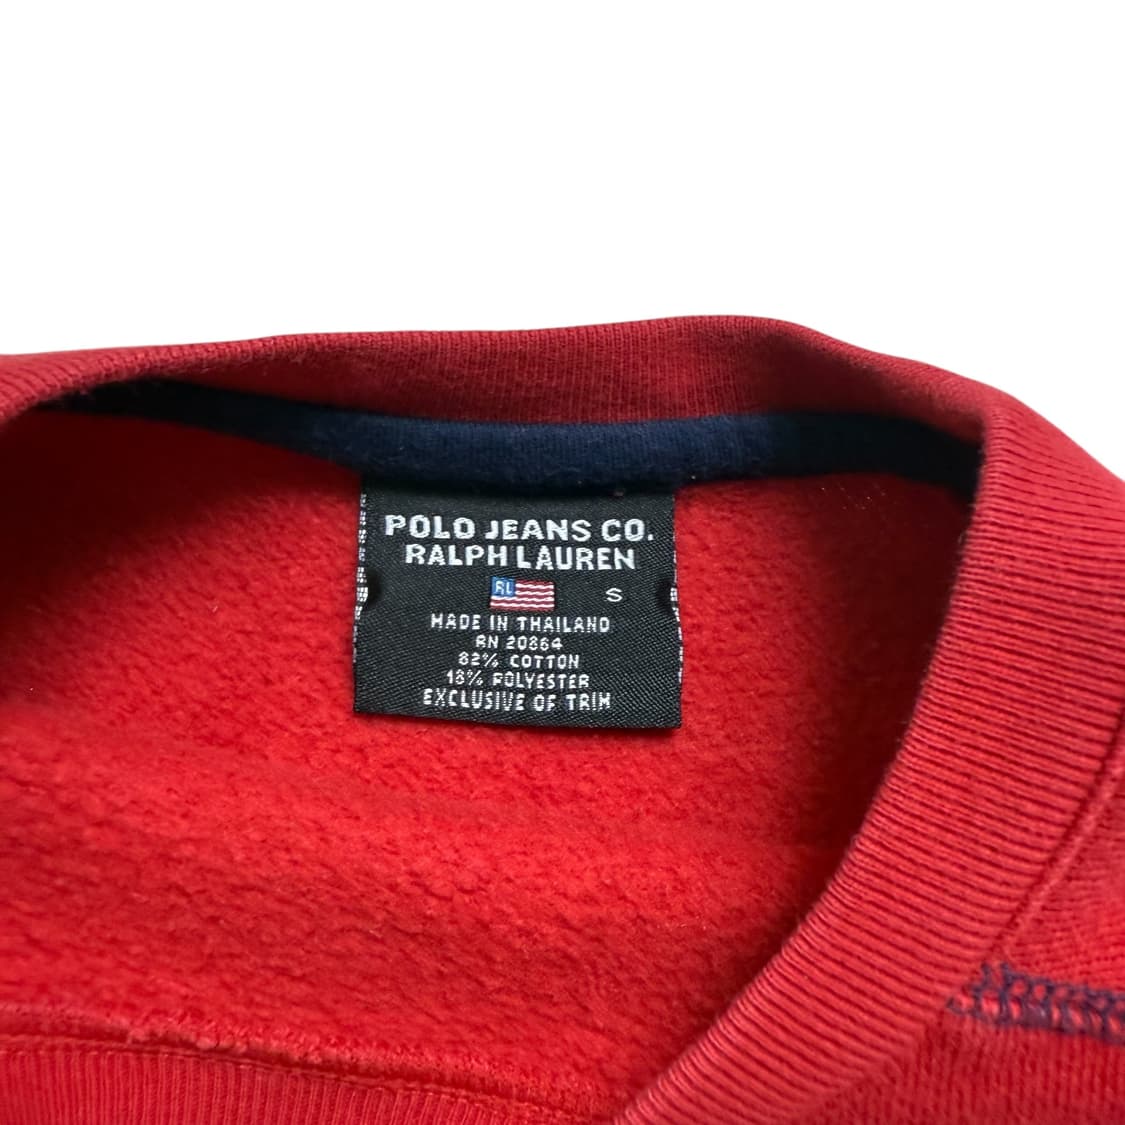 POLO JEANS CO.
RALPH LAUREN
RL
S
MADE IN THAILAND
RN 20864
82% COTTON
18% POLYESTER
EXCLUSIVE OF TRIM